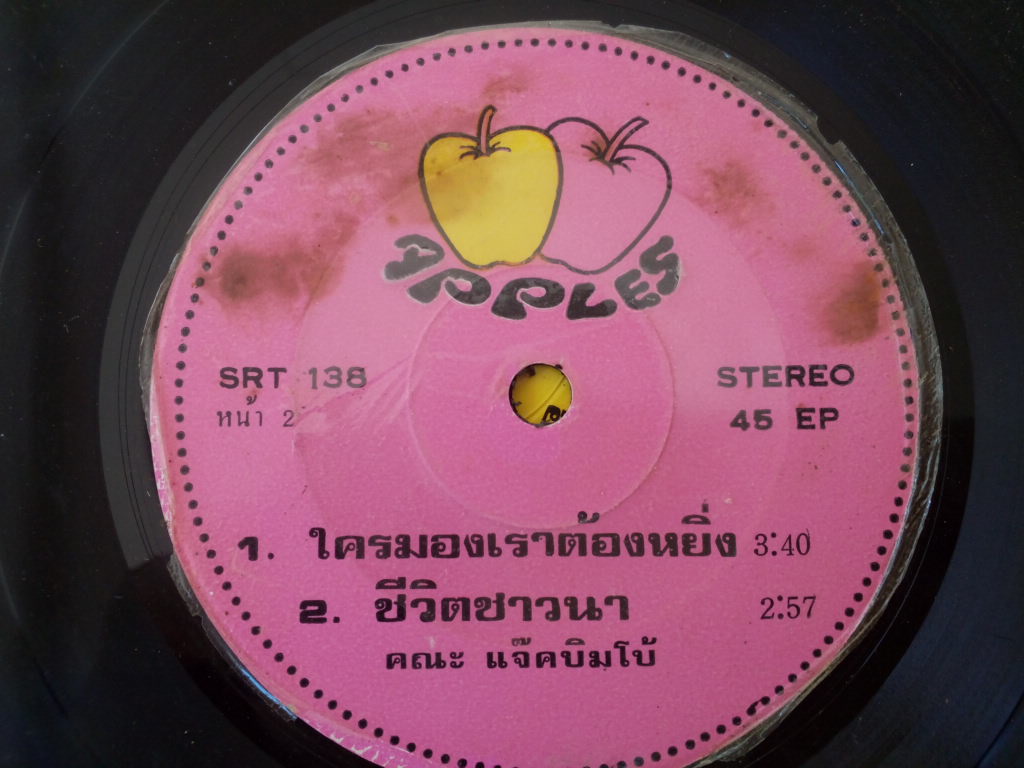 APPLES
SRT 138
หน้า 2
STEREO
45 EP
1. ใครมองเราต้องหยิ่ง 3:40
2. ชีวิตชาวนา 2:57
คณะ แจ๊คบิมโบ้